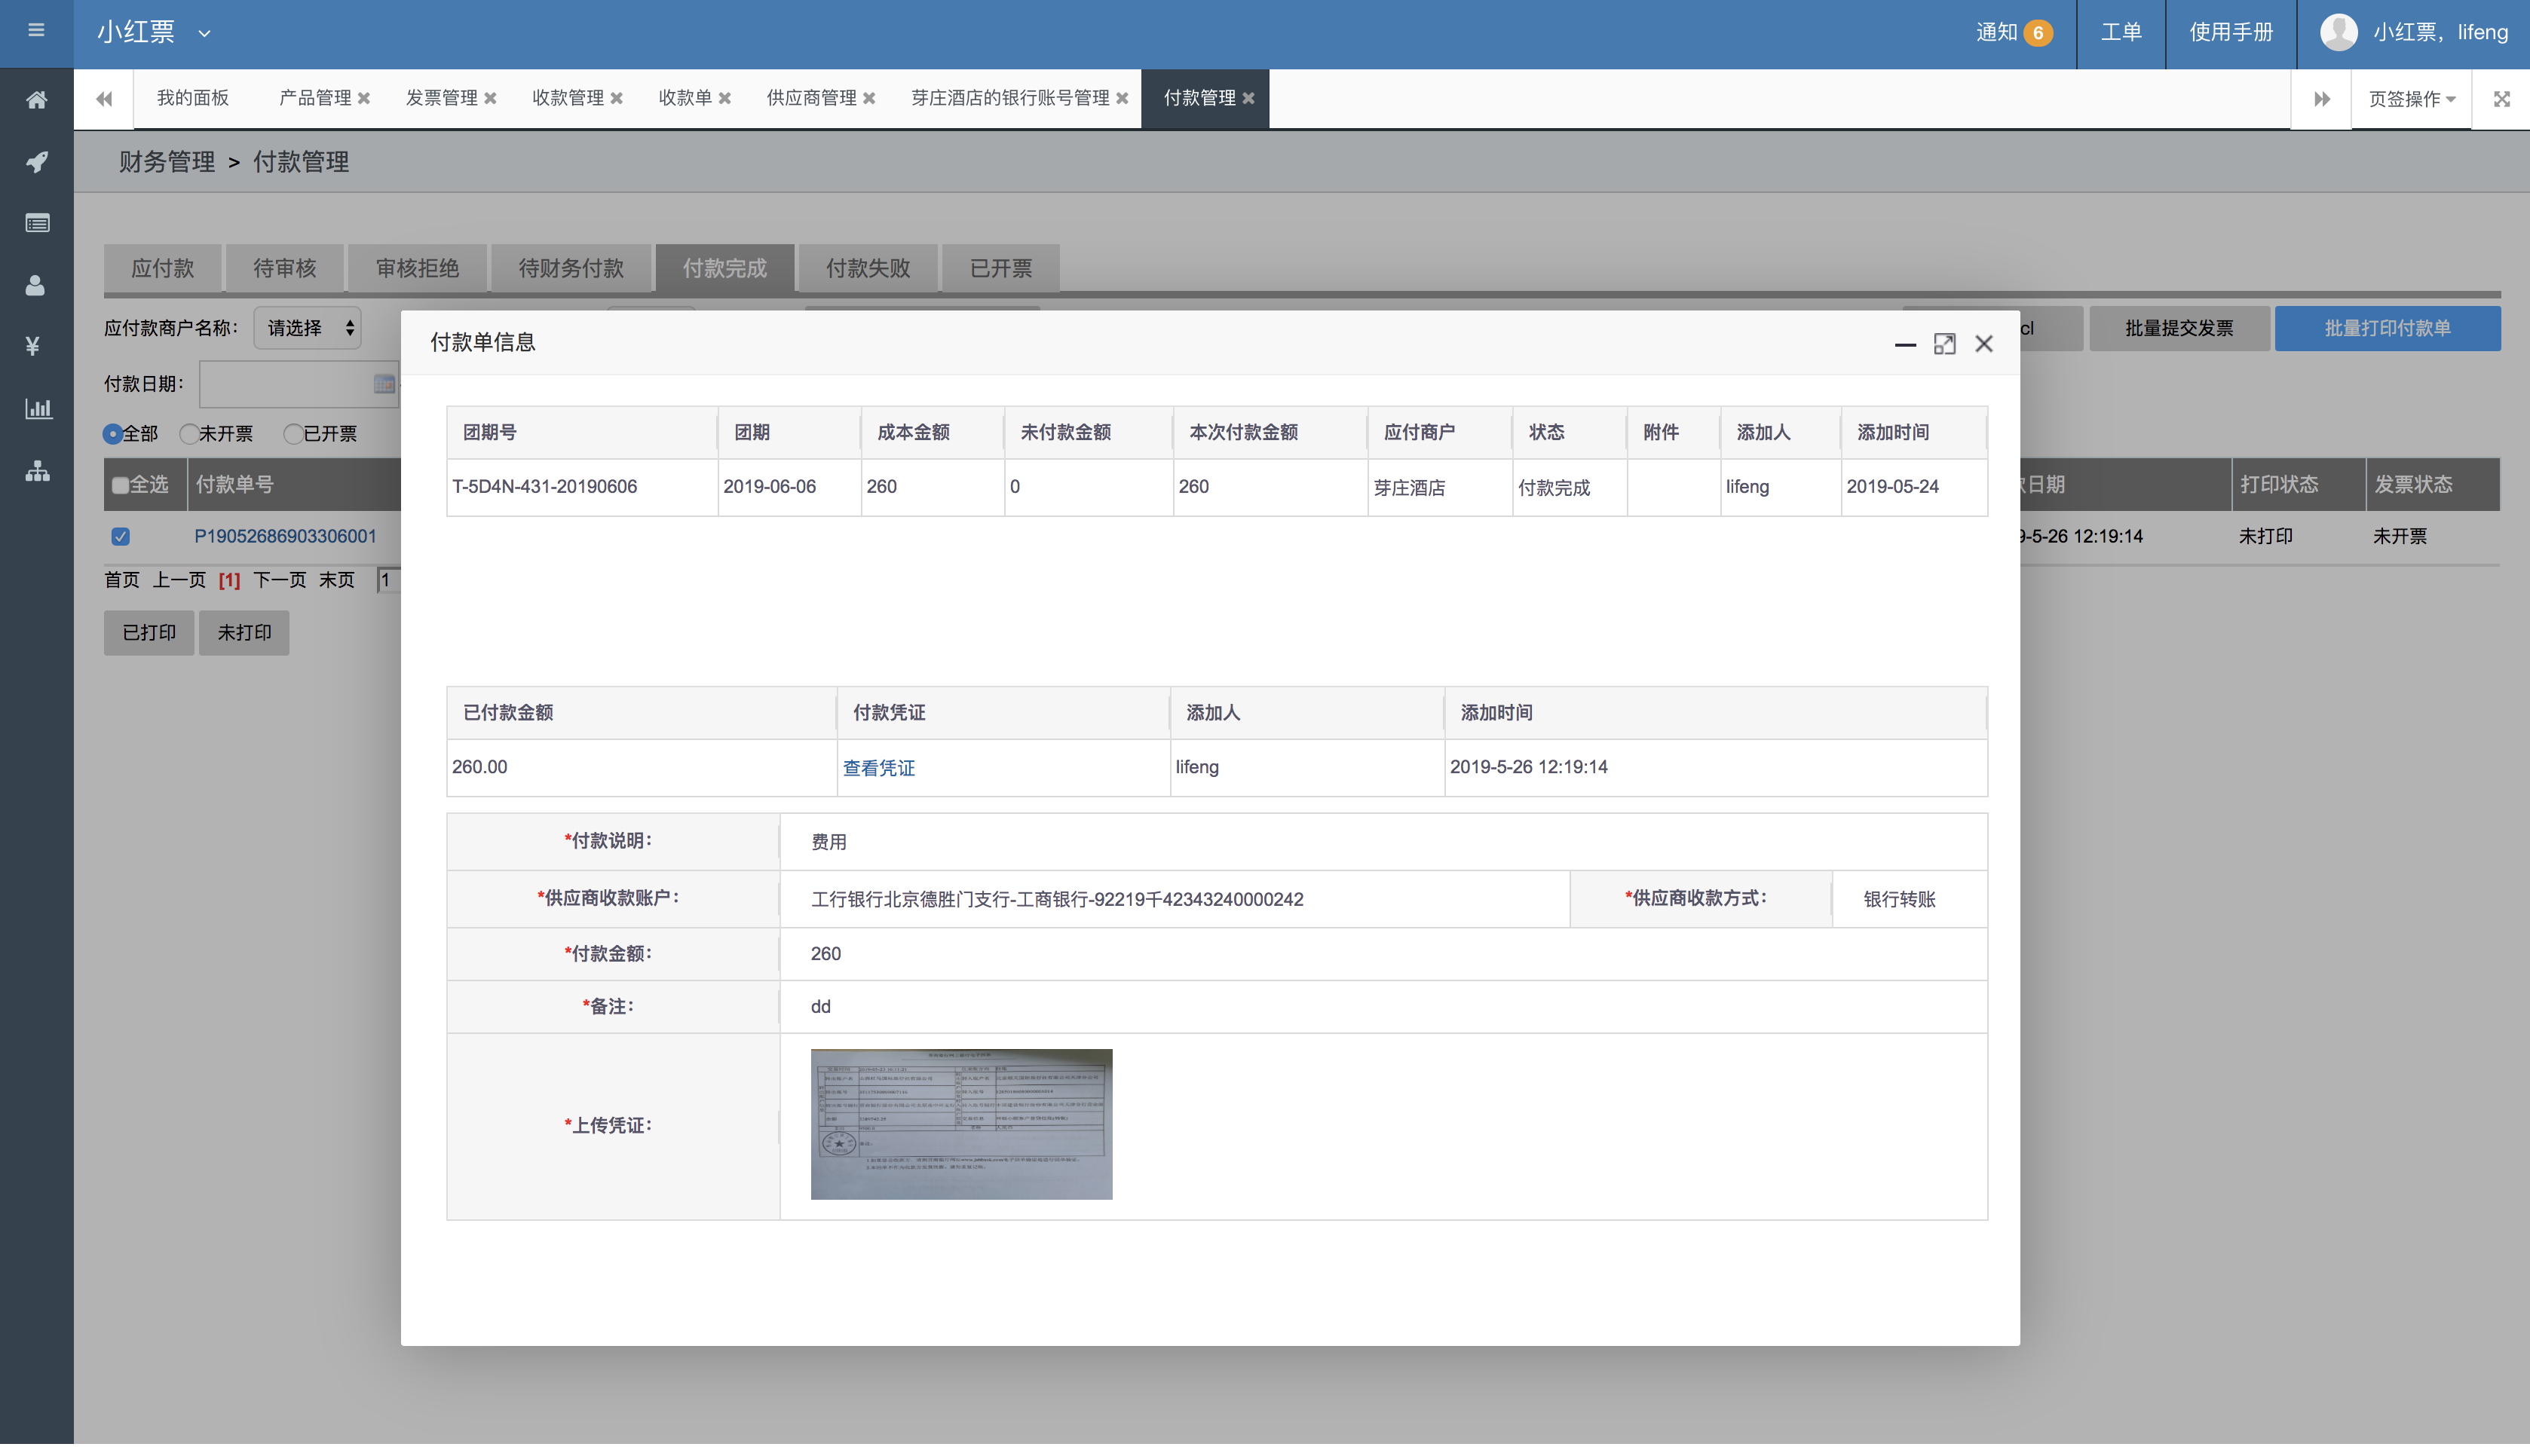 小红票
通知 6
工单
使用手册
小红票，lifeng
我的面板
产品管理
发票管理
收款管理
收款单
供应商管理
芽庄酒店的银行账号管理
付款管理
页签操作
财务管理 > 付款管理
应付款
待审核
审核拒绝
待财务付款
付款完成
付款失败
已开票
应付款商户名称：
请选择
cl
批量提交发票
批量打印付款单
付款日期：
全部
未开票
已开票
全选
付款单号
日期
打印状态
发票状态
P19052686903306001
9-5-26 12:19:14
未打印
未开票
首页 上一页 [1] 下一页 末页 1
已打印
未打印
付款单信息
团期号 团期 成本金额 未付款金额 本次付款金额 应付商户 状态 附件 添加人 添加时间
T-5D4N-431-20190606 2019-06-06 260 0 260 芽庄酒店 付款完成 lifeng 2019-05-24
已付款金额 付款凭证 添加人 添加时间
260.00 查看凭证 lifeng 2019-5-26 12:19:14
*付款说明： 费用
*供应商收款账户： 工行银行北京德胜门支行-工商银行-92219千42343240000242 *供应商收款方式： 银行转账
*付款金额： 260
*备注： dd
*上传凭证：